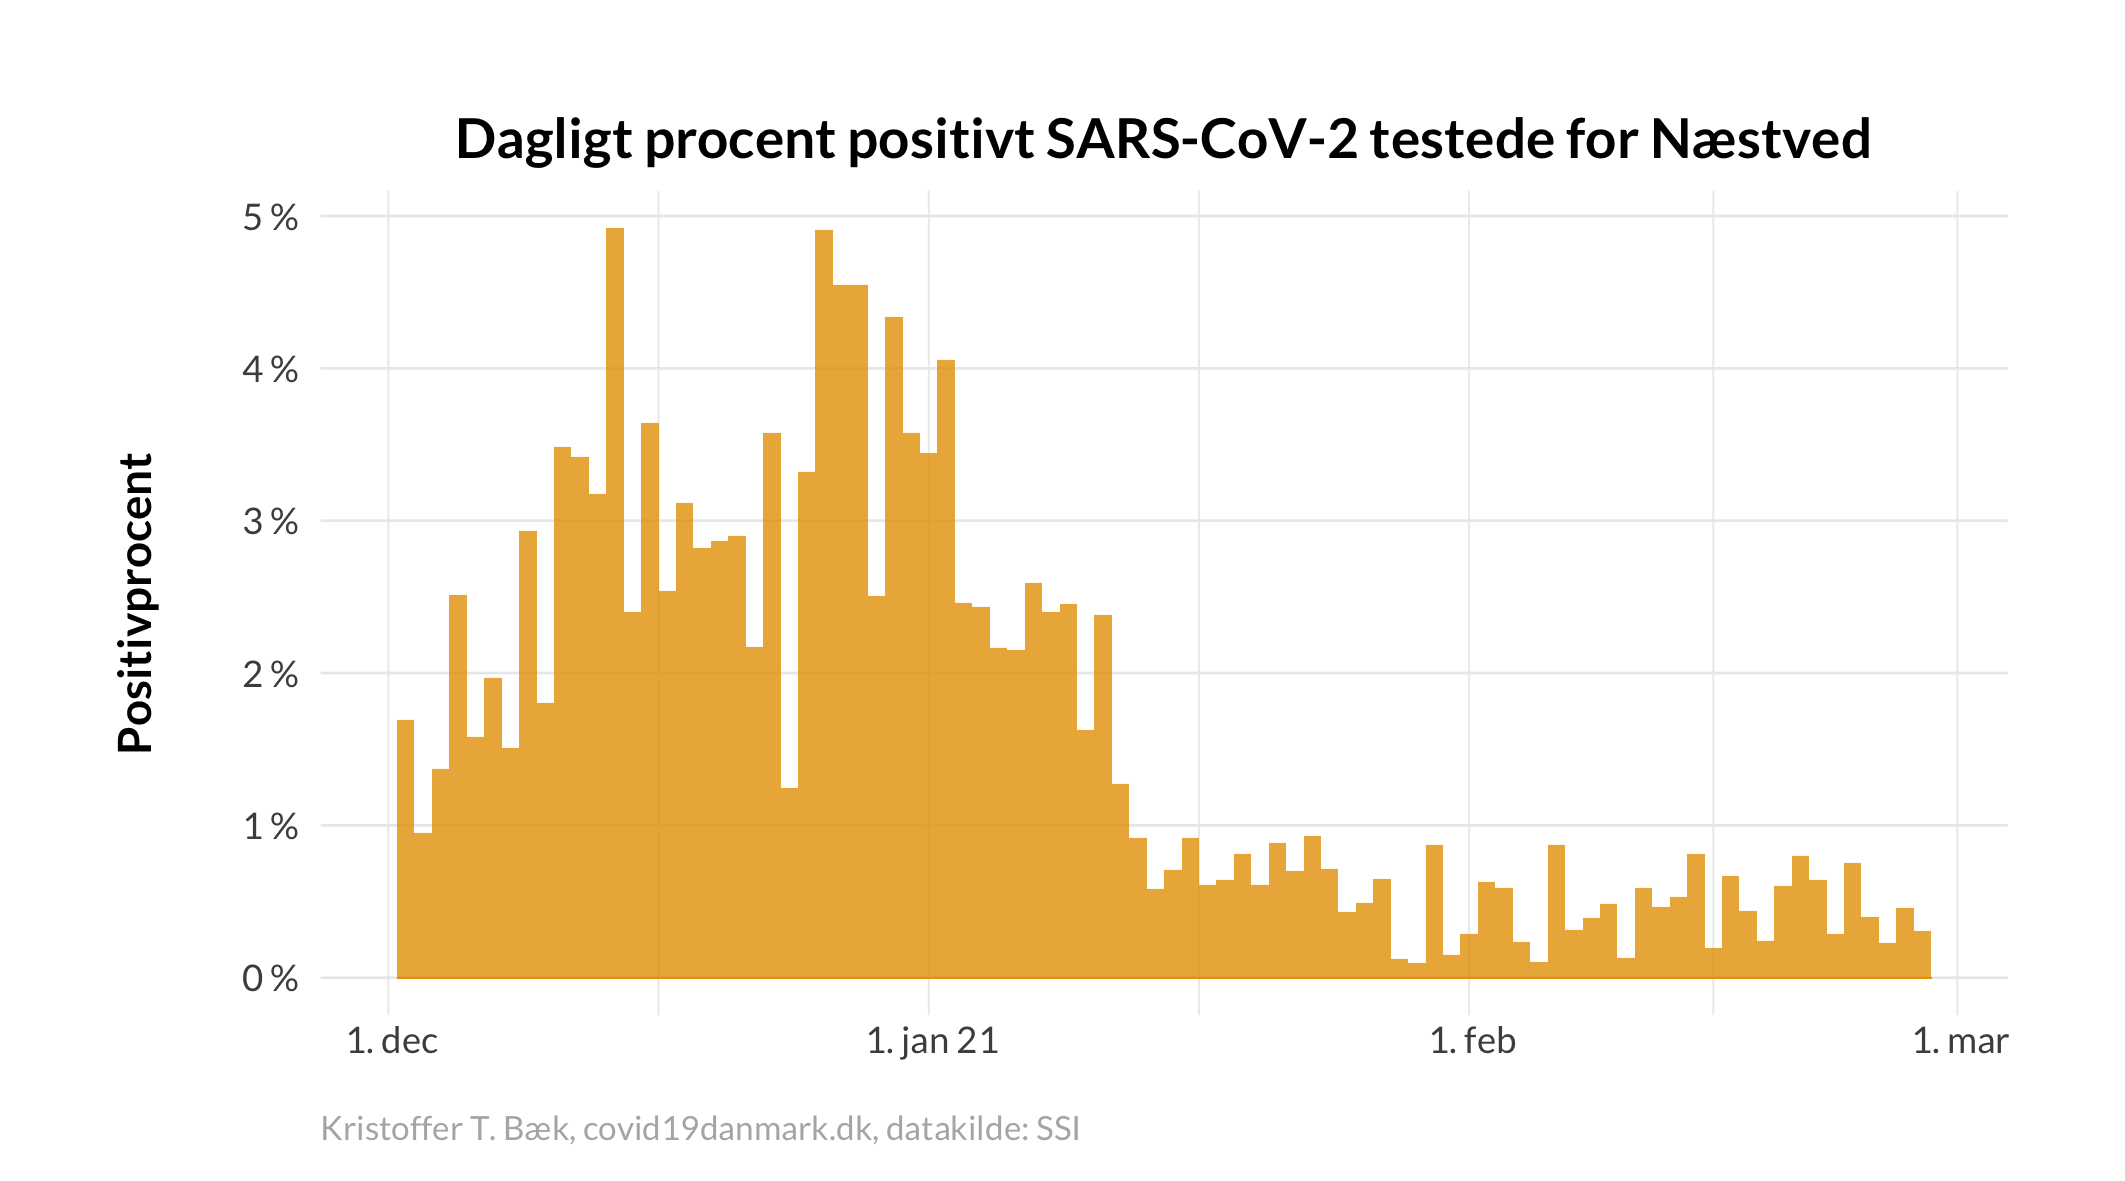 Dagligt procent positivt SARS-CoV-2 testede for Næstved
Positivprocent
5 %
4 %
3 %
2 %
1 %
0 %
1. dec
1. jan 21
1. feb
1. mar
Kristoffer T. Bæk, covid19danmark.dk, datakilde: SSI